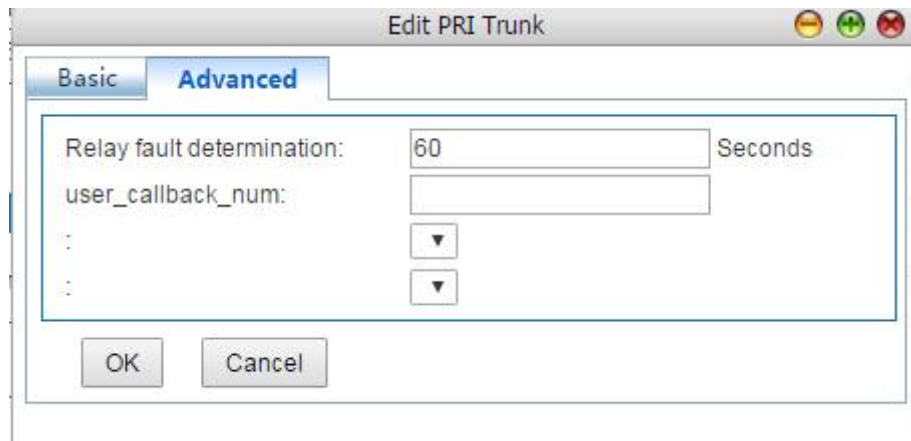 Edit PRI Trunk
Basic Advanced
Relay fault determination: 60 Seconds
user_callback_num:
:
:
OK Cancel